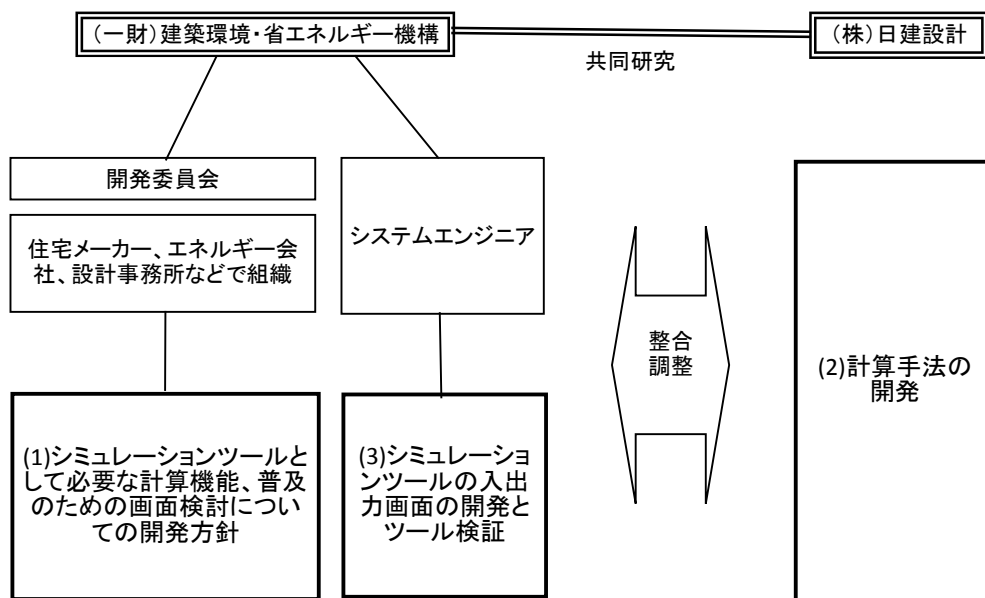 （一財）建築環境・省エネルギー機構
（株）日建設計
共同研究
開発委員会
住宅メーカー、エネルギー会
社、設計事務所などで組織
システムエンジニア
整合
調整
(2)計算手法の
開発
(1)シミュレーションツールと
して必要な計算機能、普及
のための画面検討につい
ての開発方針
(3)シミュレーショ
ンツールの入出
力画面の開発と
ツール検証